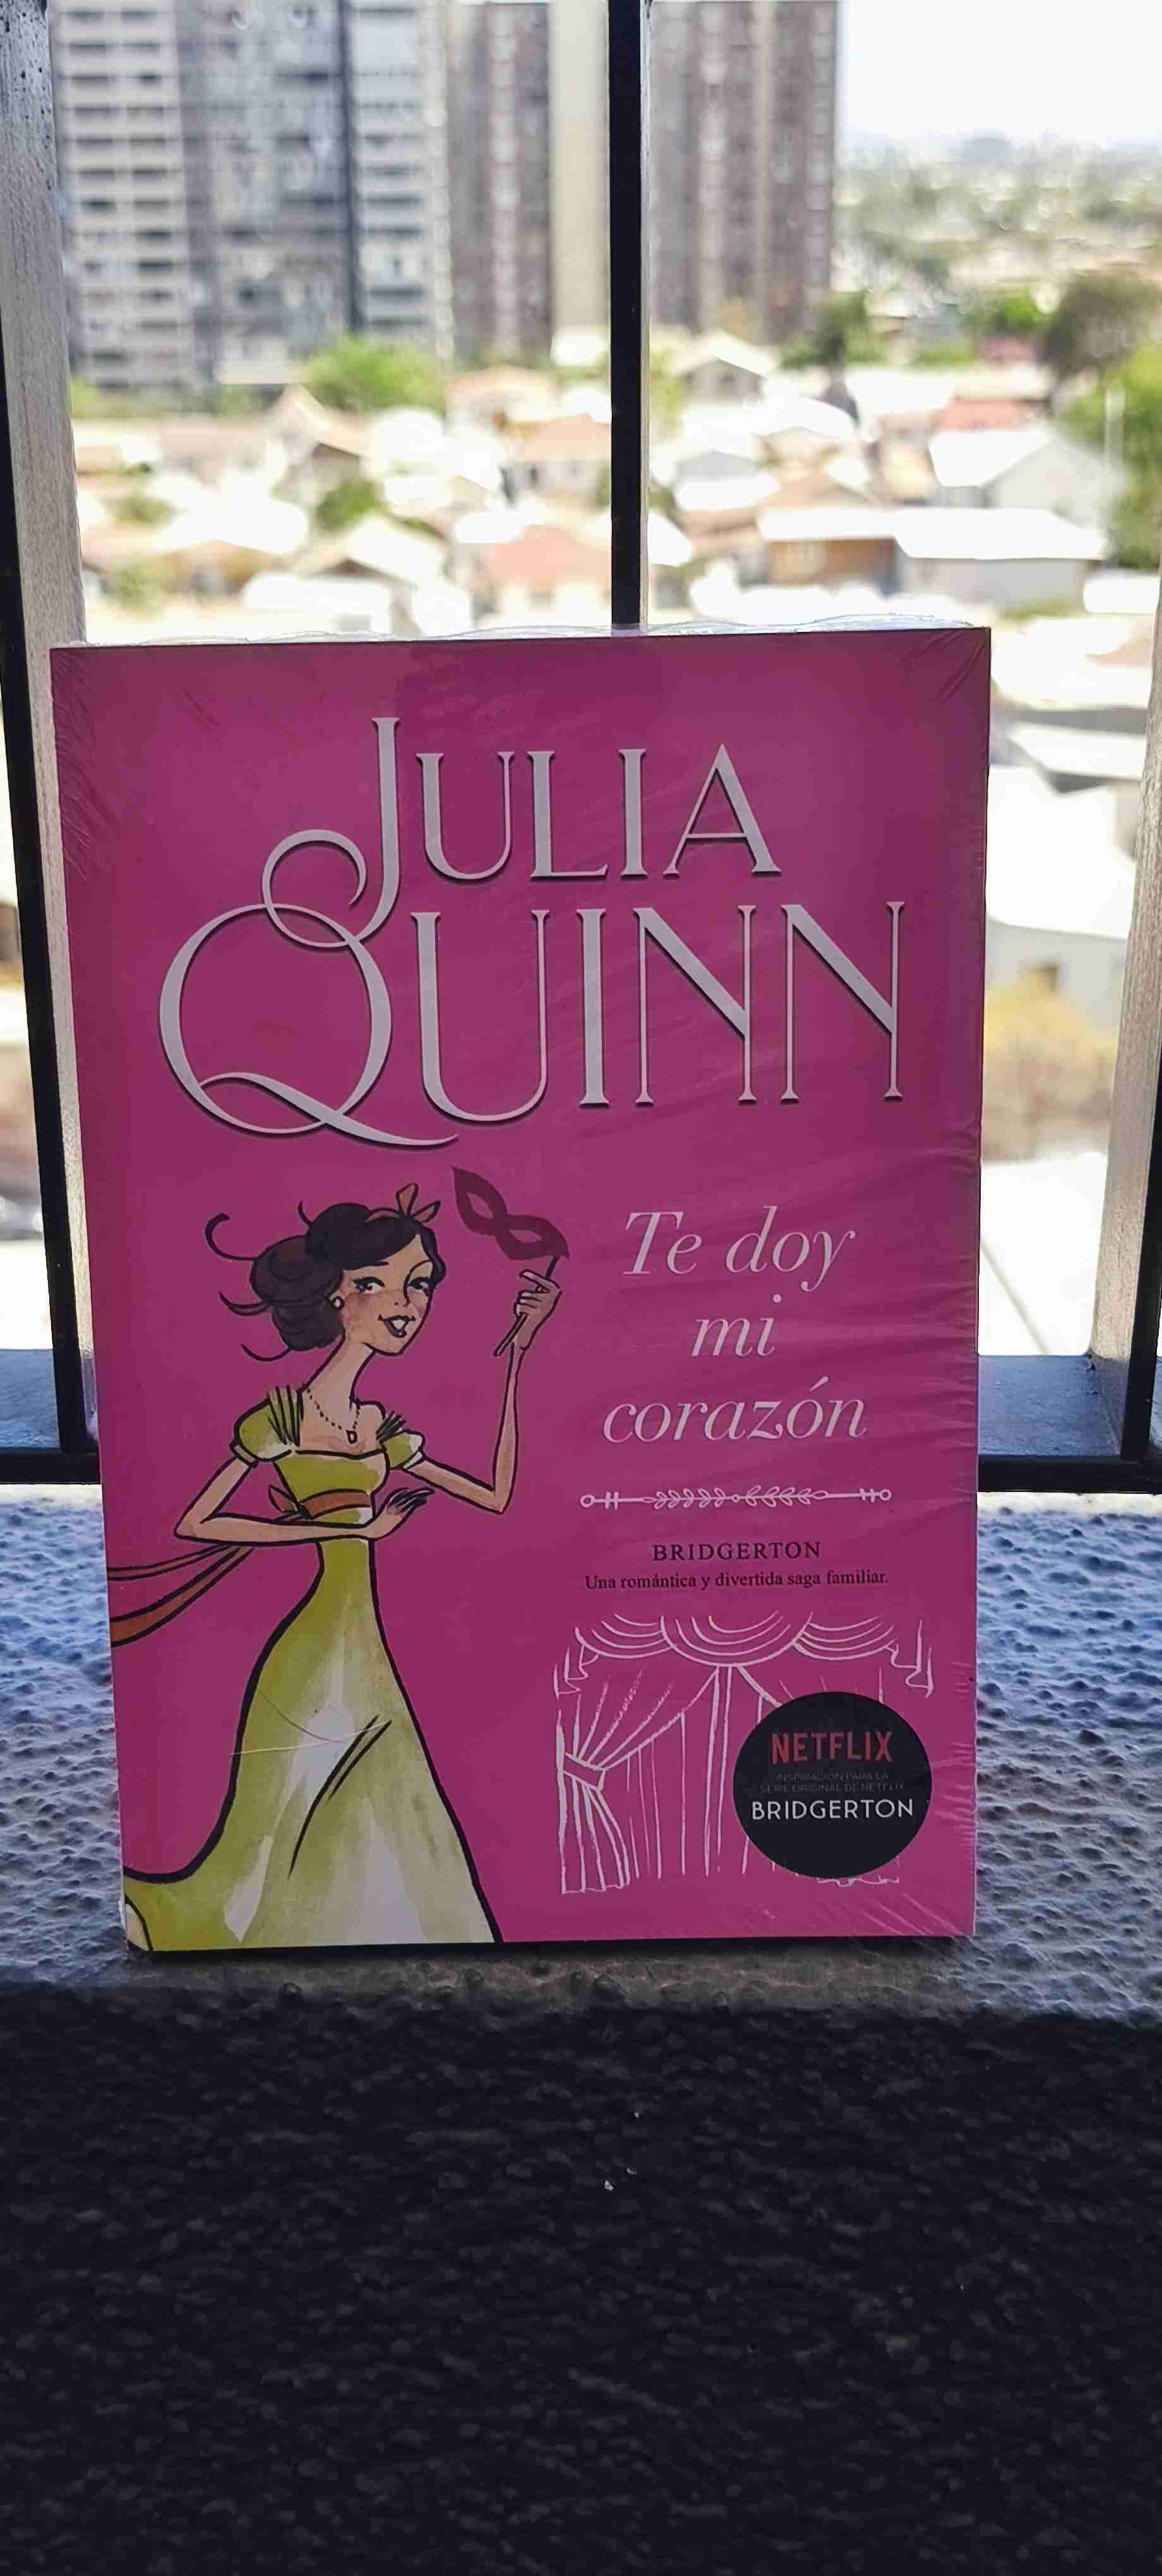 JULIA
QUINN
Te doy
mi
corazón
BRIDGERTON
Una romántica y divertida saga familiar.
NETFLIX
INSPIRACIÓN PARA LA
SERIE ORIGINAL DE NETFLIX
BRIDGERTON